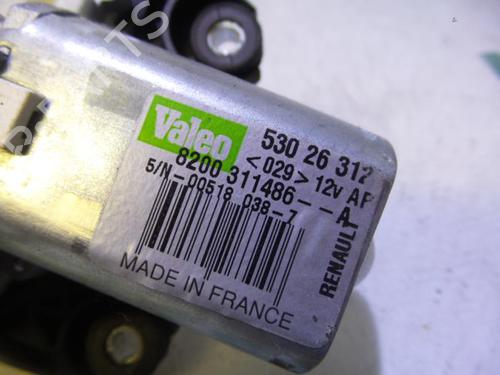 Valeo
530 26 312
<029> 12V AR
8200 311486--A
S/N-00518 038-7
RENAULT
MADE IN FRANCE